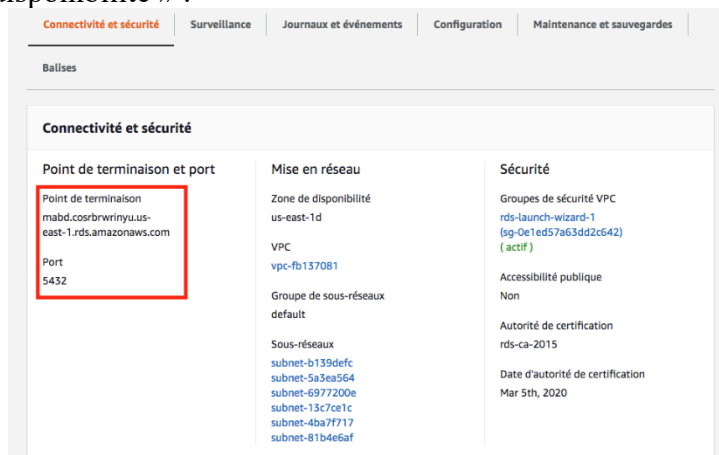 disponibilité » .
Connectivité et sécurité Surveillance Journaux et événements Configuration Maintenance et sauvegardes
Balises
Connectivité et sécurité
Point de terminaison et port
Point de terminaison
mabd.cosrbrwrinyu.us-
east-1.rds.amazonaws.com
Port
5432
Mise en réseau
Zone de disponibilité
us-east-1d
VPC
vpc-fb137081
Groupe de sous-réseaux
default
Sous-réseaux
subnet-b139defc
subnet-5a3ea564
subnet-6977200e
subnet-13c7ce1c
subnet-4ba7f717
subnet-81b4e6af
Sécurité
Groupes de sécurité VPC
rds-launch-wizard-1
(sg-0e1ed57a63dd2c642)
( actif )
Accessibilité publique
Non
Autorité de certification
rds-ca-2015
Date d'autorité de certification
Mar 5th, 2020